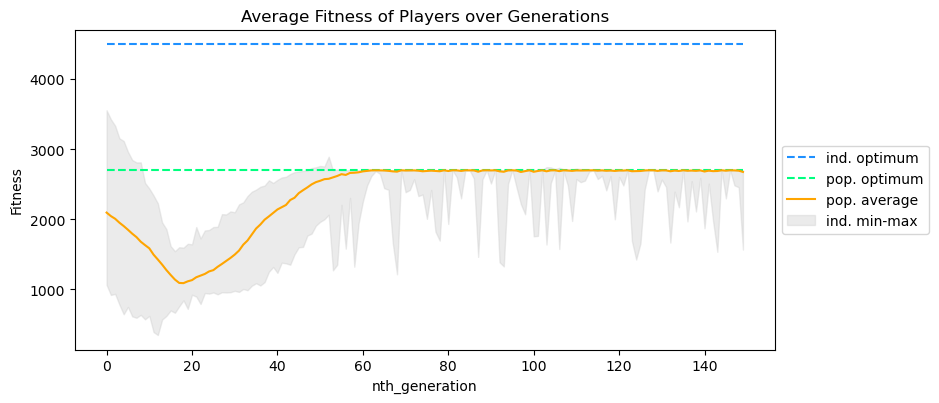 Average Fitness of Players over Generations
Fitness
4000
3000
2000
1000
0
20
40
60
80
100
120
140
nth_generation
ind. optimum
pop. optimum
pop. average
ind. min-max